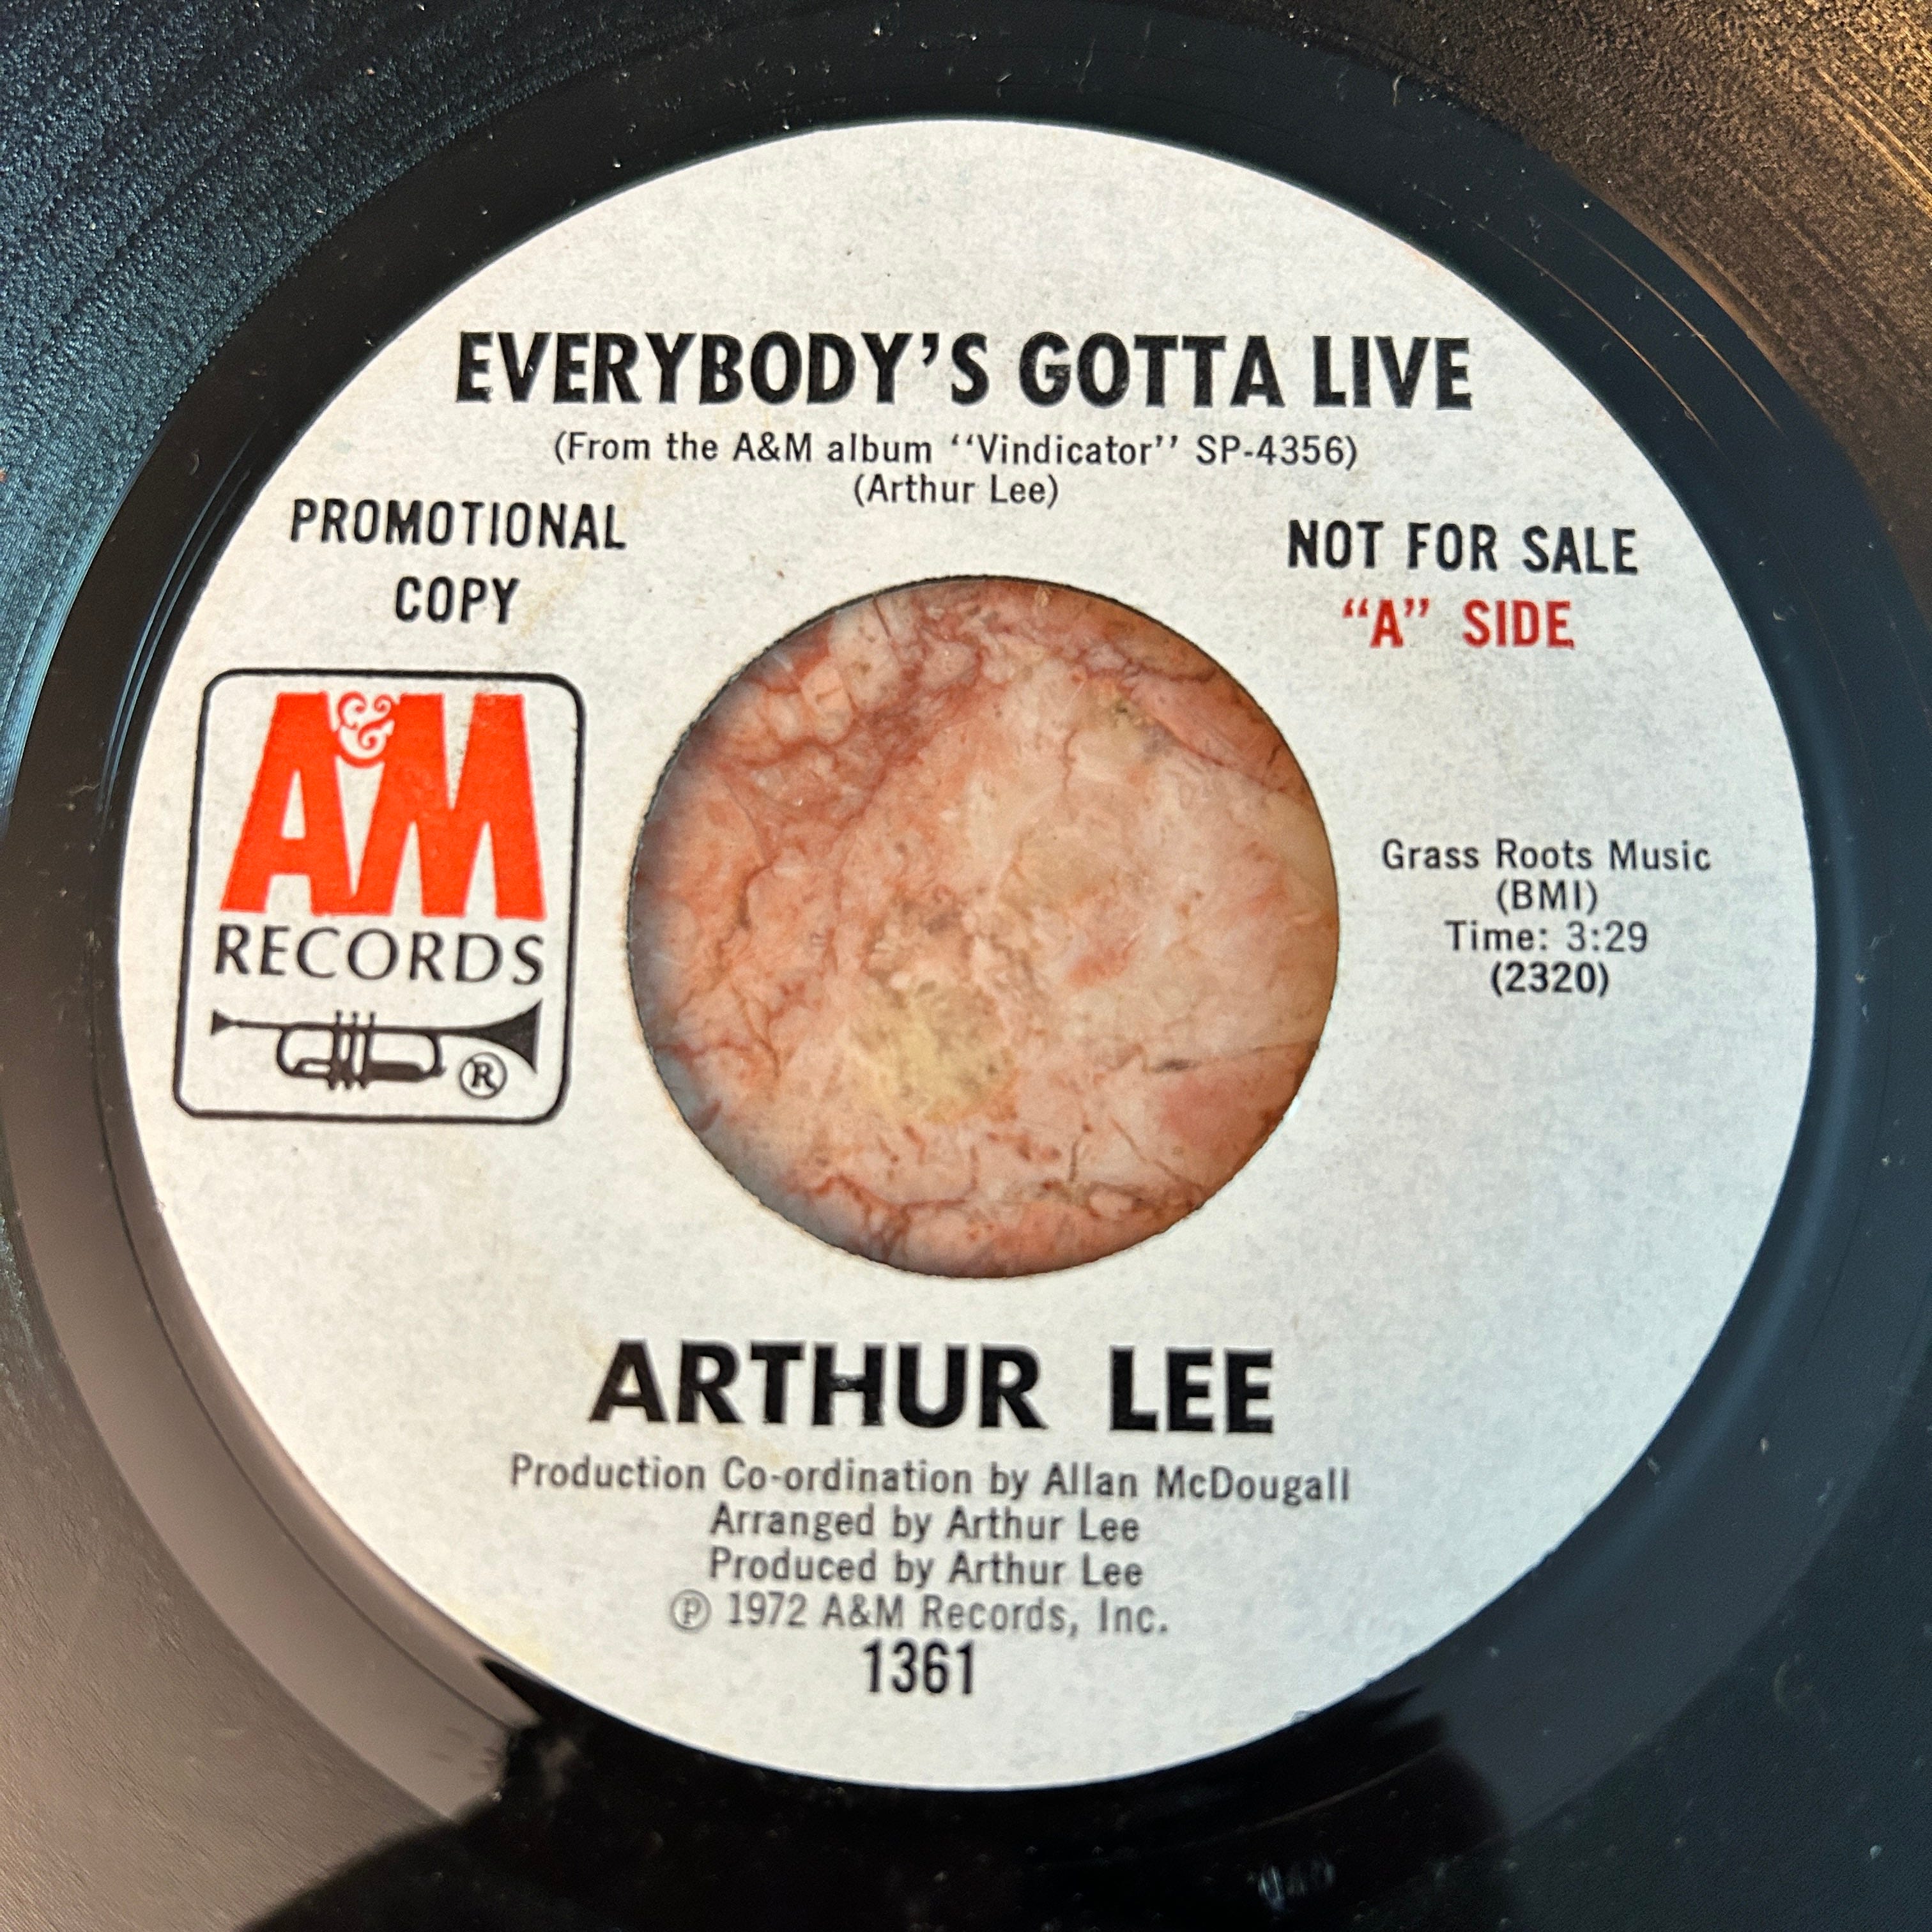 EVERYBODY'S GOTTA LIVE
(From the A&M album "Vindicator" SP-4356)
(Arthur Lee)
PROMOTIONAL
COPY
NOT FOR SALE
"A" SIDE
A&M
RECORDS
®
Grass Roots Music
(BMI)
Time: 3:29
(2320)
ARTHUR LEE
Production Co-ordination by Allan McDougall
Arranged by Arthur Lee
Produced by Arthur Lee
℗ 1972 A&M Records, Inc.
1361